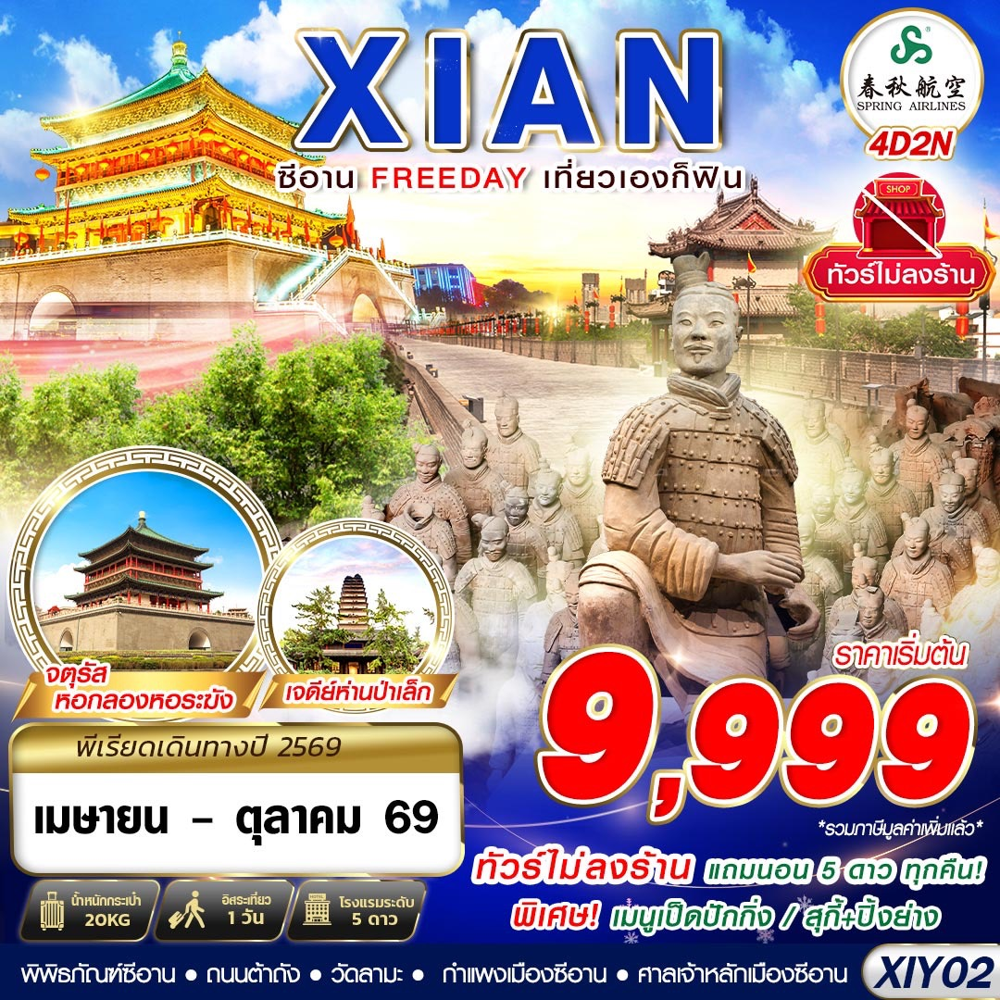 XIAN
ซีอาน FREEDAY เที่ยวเองก็ฟิน
春秋航空
SPRING AIRLINES
4D2N
SHOP
ทัวร์ไม่ลงร้าน
จตุรัส
หอกลองหอระฆัง
เจดีย์ห่านป่าเล็ก
พีเรียดเดินทางปี 2569
เมษายน - ตุลาคม 69
น้ำหนักกระเป๋า
20KG
อิสระเที่ยว
1 วัน
HOTEL
โรงแรมระดับ
5 ดาว
ราคาเริ่มต้น
9,999
*รวมภาษีมูลค่าเพิ่มแล้ว*
ทัวร์ไม่ลงร้าน แถมนอน 5 ดาว ทุกคืน!
พิเศษ! เมนูเป็ดปักกิ่ง / สุกี้+ปิ้งย่าง
พิพิธภัณฑ์ซีอาน ● ถนนต้าถัง ● วัดลามะ ● กำแพงเมืองซีอาน ● ศาลเจ้าหลักเมืองซีอาน
XIY02